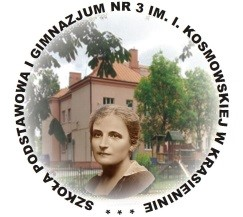 SZKOŁA PODSTAWOWA I GIMNAZJUM NR 3 IM. I. KOSMOWSKIEJ W KRASIENINIE
* * *